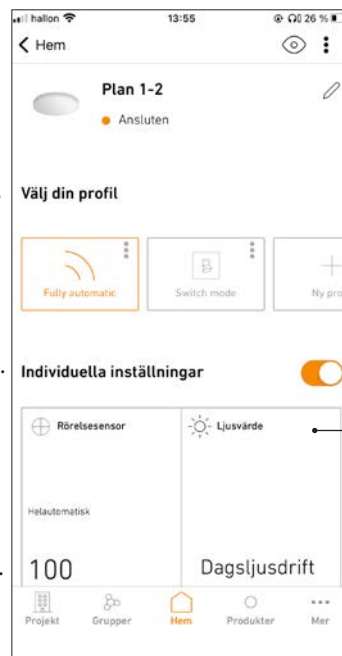 hallon 13:55 26 %
Hem
Plan 1-2
Ansluten
Välj din profil
Fully automatic Switch mode Ny pro
Individuella inställningar
Rörelsesensor Ljusvärde
Helautomatisk
100 Dagsljusdrift
Projekt Grupper Hem Produkter Mer